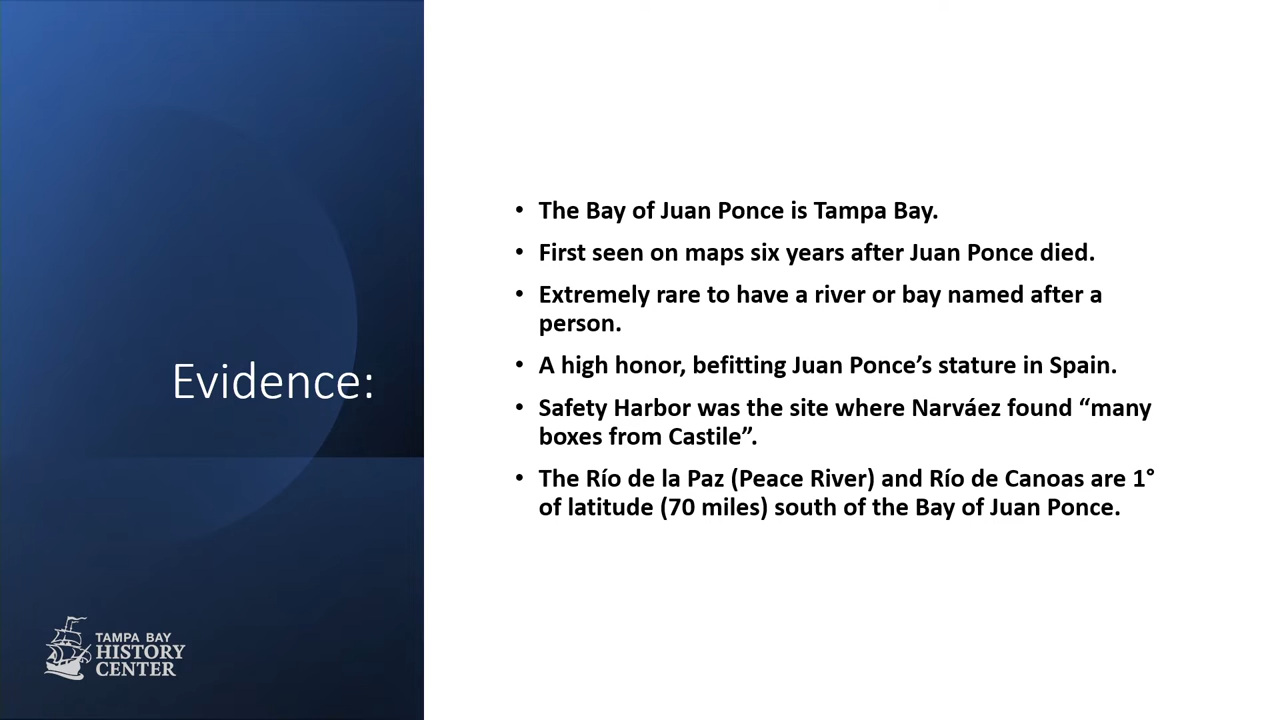 Evidence:
• The Bay of Juan Ponce is Tampa Bay.
• First seen on maps six years after Juan Ponce died.
• Extremely rare to have a river or bay named after a
person.
• A high honor, befitting Juan Ponce’s stature in Spain.
• Safety Harbor was the site where Narváez found “many
boxes from Castile”.
• The Río de la Paz (Peace River) and Río de Canoas are 1°
of latitude (70 miles) south of the Bay of Juan Ponce.
TAMPA BAY
HISTORY
CENTER